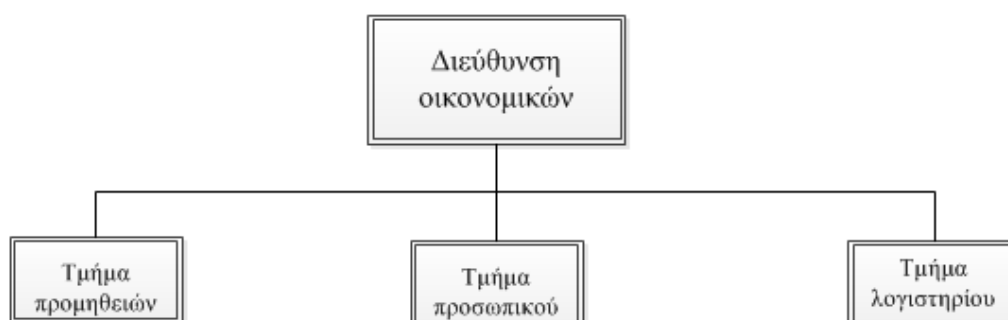 Διεύθυνση
οικονομικών
Τμήμα
προμηθειών
Τμήμα
προσωπικού
Τμήμα
λογιστηρίου